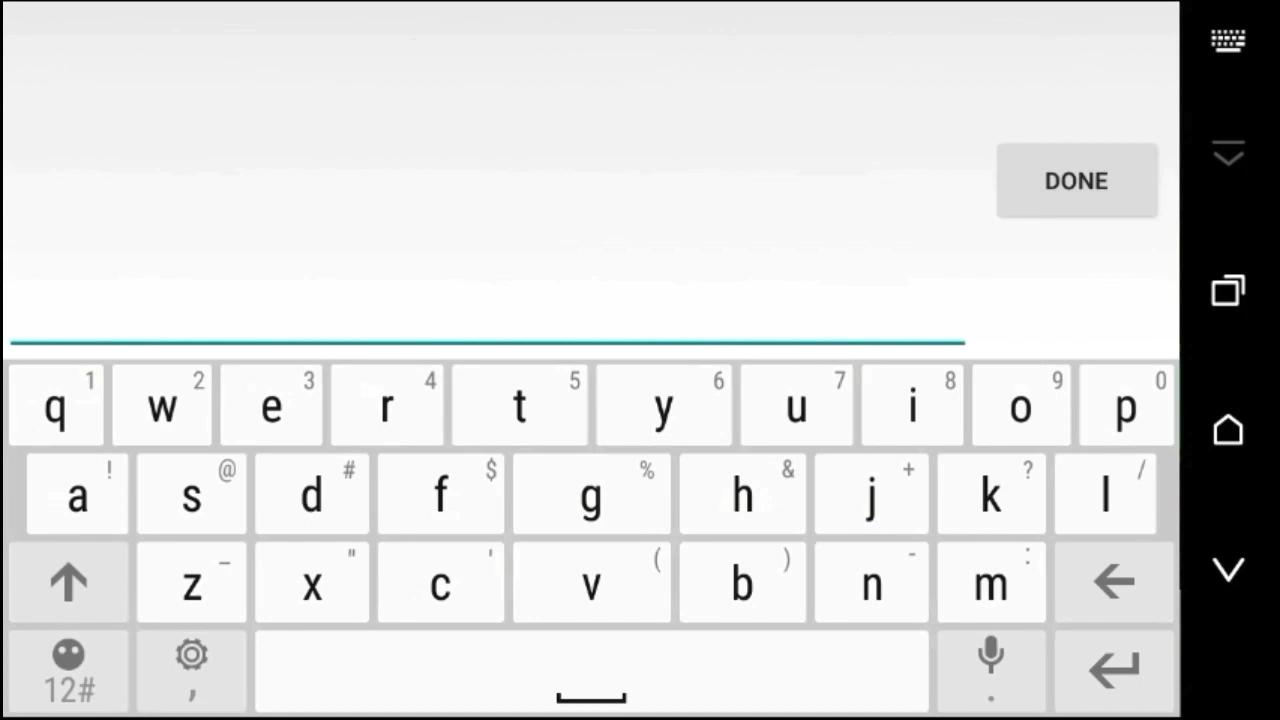 DONE
q 1 w 2 e 3 r 4 t 5 y 6 u 7 i 8 o 9 p 0
a ! s @ d # f $ g % h & j + k ? l /
z _ x " c ' v ( b ) n - m :
12# , .